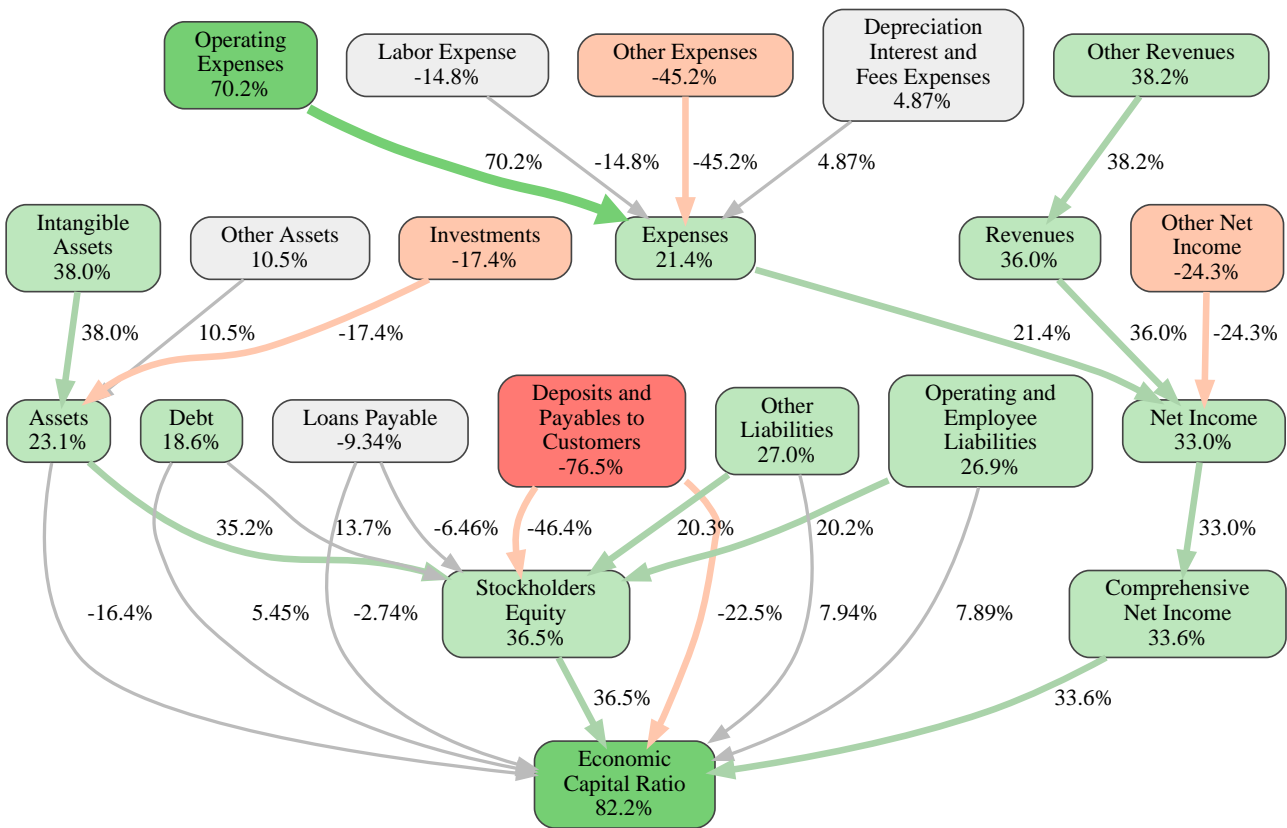 Operating
Expenses
70.2%
Labor Expense
-14.8%
Other Expenses
-45.2%
Depreciation
Interest and
Fees Expenses
4.87%
Other Revenues
38.2%
70.2%
-14.8%
-45.2%
4.87%
38.2%
Intangible
Assets
38.0%
Other Assets
10.5%
Investments
-17.4%
Expenses
21.4%
Revenues
36.0%
Other Net
Income
-24.3%
38.0%
10.5%
-17.4%
21.4%
36.0%
-24.3%
Assets
23.1%
Debt
18.6%
Loans Payable
-9.34%
Deposits and
Payables to
Customers
-76.5%
Other
Liabilities
27.0%
Operating and
Employee
Liabilities
26.9%
Net Income
33.0%
35.2%
13.7%
-6.46%
-46.4%
20.3%
20.2%
33.0%
-16.4%
5.45%
-2.74%
Stockholders
Equity
36.5%
-22.5%
7.94%
7.89%
Comprehensive
Net Income
33.6%
36.5%
33.6%
Economic
Capital Ratio
82.2%